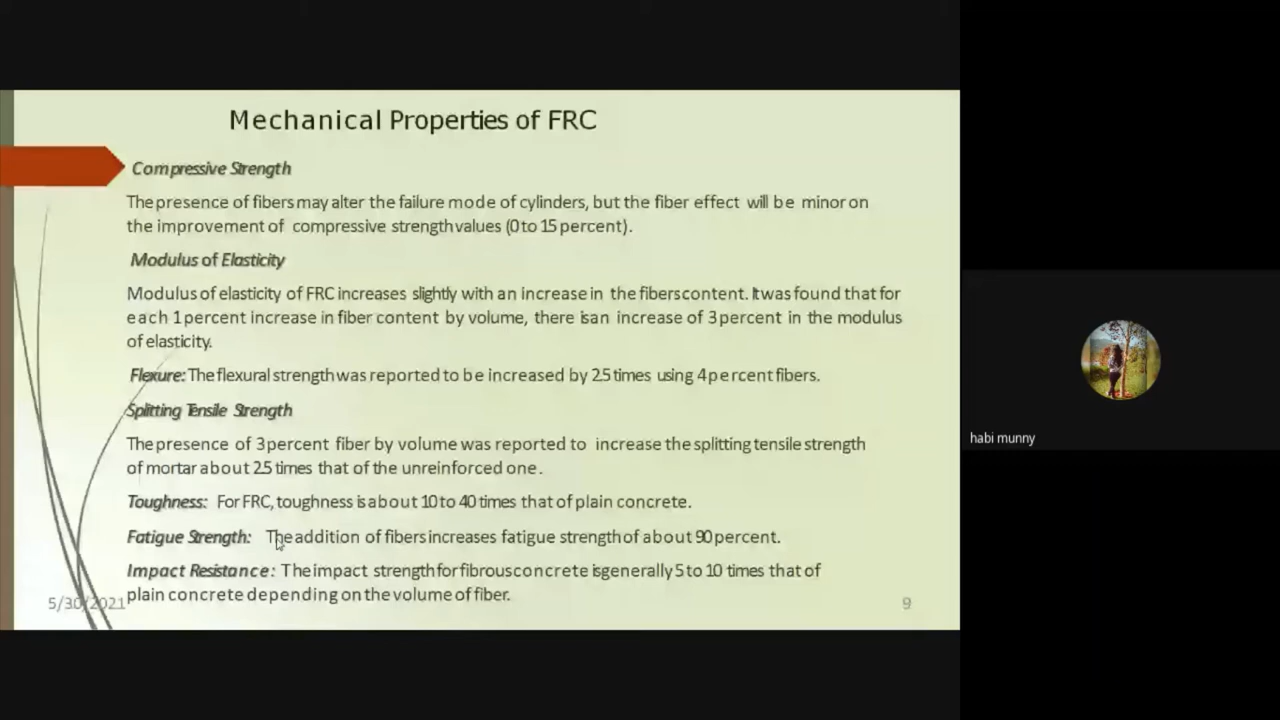 Mechanical Properties of FRC
Compressive Strength
The presence of fibers may alter the failure mode of cylinders, but the fiber effect will be minor on
the improvement of compressive strength values (0 to 15 percent).
Modulus of Elasticity
Modulus of elasticity of FRC increases slightly with an increase in the fibers content. It was found that for
each 1 percent increase in fiber content by volume, there is an increase of 3 percent in the modulus
of elasticity.
Flexure: The flexural strength was reported to be increased by 2.5 times using 4 percent fibers.
Splitting Tensile Strength
The presence of 3 percent fiber by volume was reported to increase the splitting tensile strength
of mortar about 2.5 times that of the unreinforced one.
Toughness: For FRC, toughness is about 10 to 40 times that of plain concrete.
Fatigue Strength: The addition of fibers increases fatigue strength of about 90 percent.
Impact Resistance: The impact strength for fibrous concrete is generally 5 to 10 times that of
plain concrete depending on the volume of fiber.
5/30/2021
9
habi munny